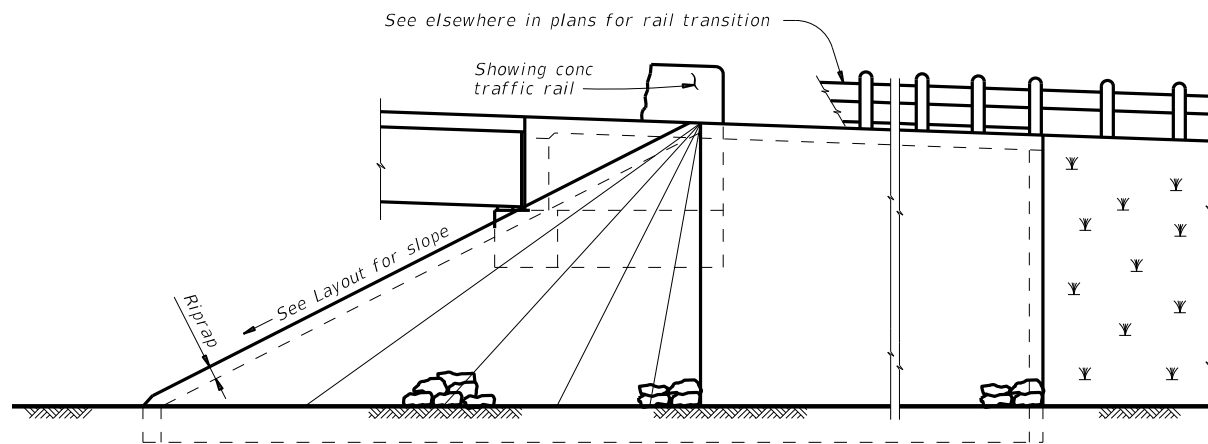 See elsewhere in plans for rail transition
Showing conc
traffic rail
See Layout for slope
Riprap